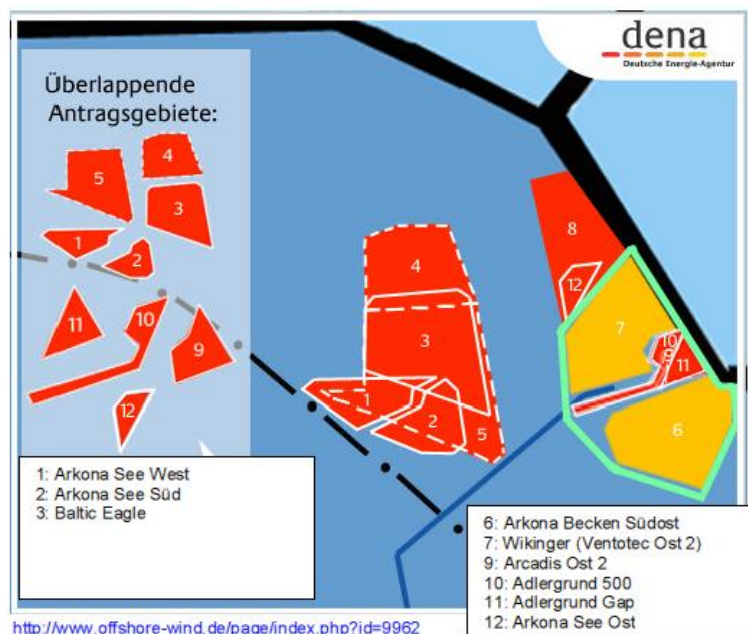 dena
Deutsche Energie-Agentur
Überlappende
Antragsgebiete:
4
5
3
1
2
10
11
9
12
4
3
1
2
5
8
12
7
10
9
11
6
1: Arkona See West
2: Arkona See Süd
3: Baltic Eagle
6: Arkona Becken Südost
7: Wikinger (Ventotec Ost 2)
9: Arcadis Ost 2
10: Adlergrund 500
11: Adlergrund Gap
12: Arkona See Ost
http://www.offshore-wind.de/page/index.php?id=9962